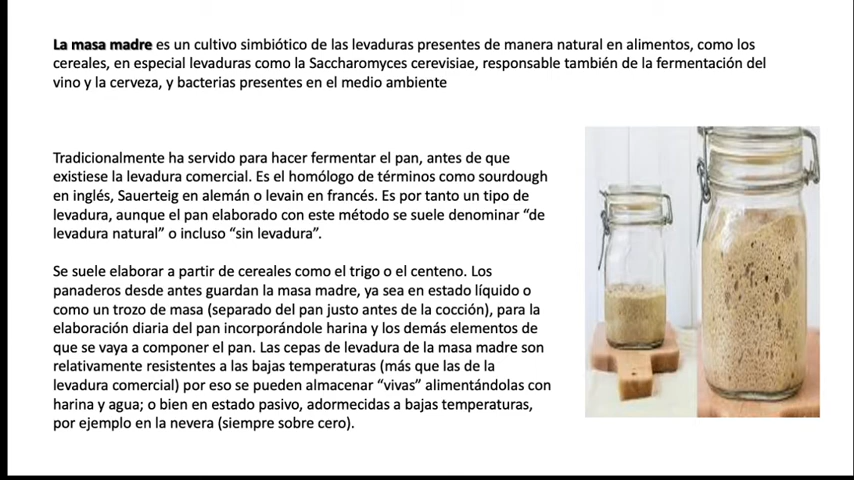 La masa madre es un cultivo simbiótico de las levaduras presentes de manera natural en alimentos, como los
cereales, en especial levaduras como la Saccharomyces cerevisiae, responsable también de la fermentación del
vino y la cerveza, y bacterias presentes en el medio ambiente
Tradicionalmente ha servido para hacer fermentar el pan, antes de que
existiese la levadura comercial. Es el homólogo de términos como sourdough
en inglés, Sauerteig en alemán o levain en francés. Es por tanto un tipo de
levadura, aunque el pan elaborado con este método se suele denominar “de
levadura natural” o incluso “sin levadura”.
Se suele elaborar a partir de cereales como el trigo o el centeno. Los
panaderos desde antes guardan la masa madre, ya sea en estado líquido o
como un trozo de masa (separado del pan justo antes de la cocción), para la
elaboración diaria del pan incorporándole harina y los demás elementos de
que se vaya a componer el pan. Las cepas de levadura de la masa madre son
relativamente resistentes a las bajas temperaturas (más que las de la
levadura comercial) por eso se pueden almacenar “vivas” alimentándolas con
harina y agua; o bien en estado pasivo, adormecidas a bajas temperaturas,
por ejemplo en la nevera (siempre sobre cero).